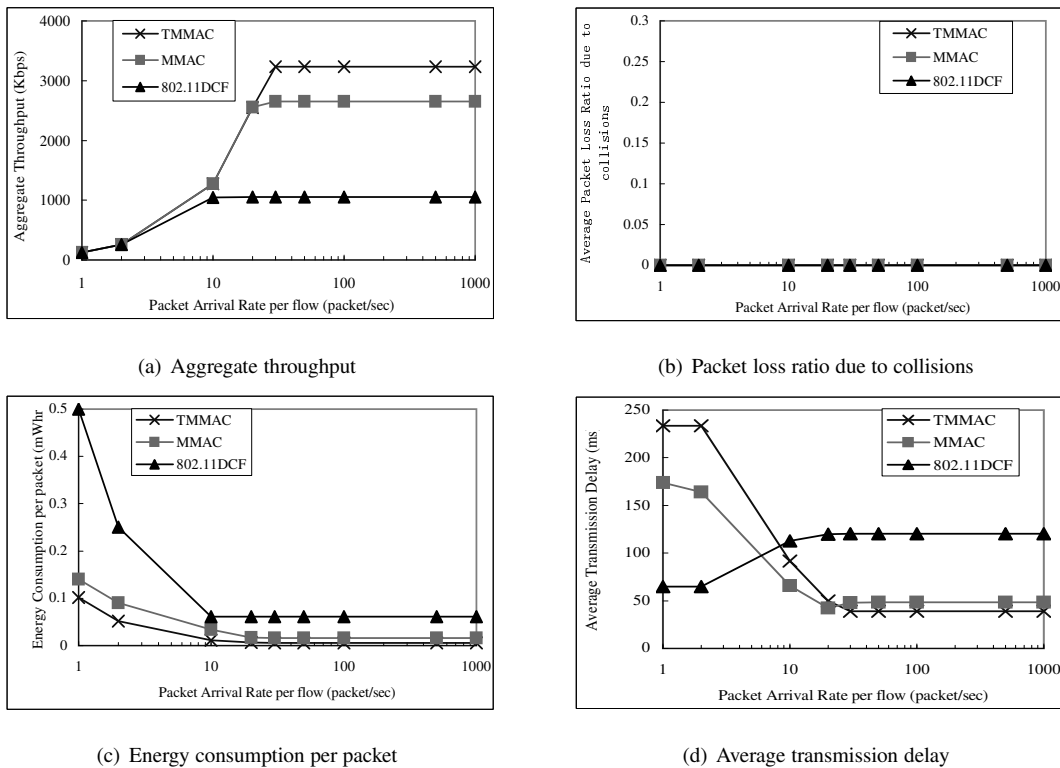 4000
3000
2000
1000
0
Aggregate Throughput (Kbps)
TMMAC
MMAC
802.11DCF
1
10
100
1000
Packet Arrival Rate per flow (packet/sec)
(a) Aggregate throughput
0.3
0.25
0.2
0.15
0.1
0.05
0
Average Packet Loss Ratio due to
collisions
TMMAC
MMAC
802.11DCF
1
10
100
1000
Packet Arrival Rate per flow (packet/sec)
(b) Packet loss ratio due to collisions
0.5
0.4
0.3
0.2
0.1
0
Energy Consumption per packet (mWhr
TMMAC
MMAC
802.11DCF
1
10
100
1000
Packet Arrival Rate per flow (packet/sec)
(c) Energy consumption per packet
250
200
150
100
50
0
Average Transmission Delay (ms
TMMAC
MMAC
802.11DCF
1
10
100
1000
Packet Arrival Rate per flow (packet/sec)
(d) Average transmission delay